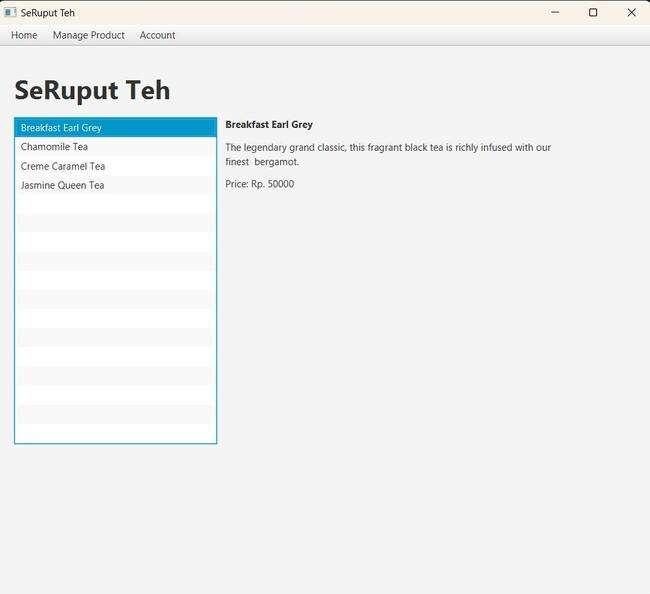 SeRuput Teh
Home Manage Product Account
SeRuput Teh
Breakfast Earl Grey
Chamomile Tea
Creme Caramel Tea
Jasmine Queen Tea
Breakfast Earl Grey
The legendary grand classic, this fragrant black tea is richly infused with our
finest  bergamot.
Price: Rp. 50000